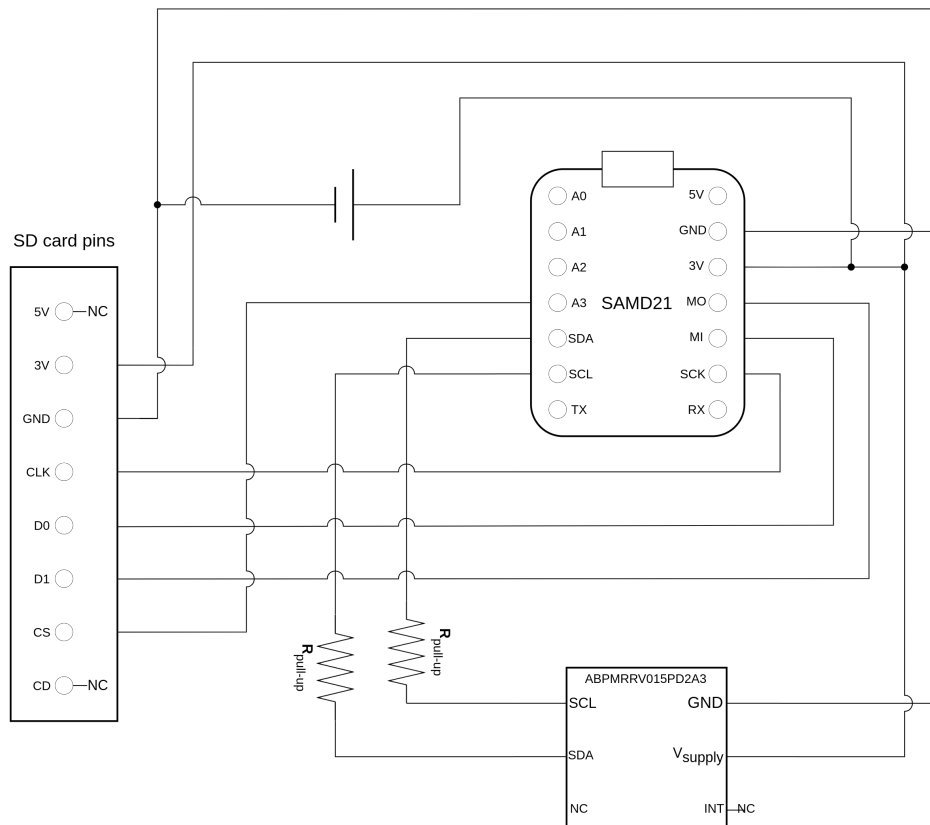 SD card pins
5V
NC
3V
GND
CLK
D0
D1
CS
CD
NC
A0
A1
A2
A3
SDA
SCL
TX
SAMD21
5V
GND
3V
MO
MI
SCK
RX
R pull-up
R pull-up
ABPMRRV015PD2A3
SCL
GND
SDA
Vsupply
NC
INT
NC